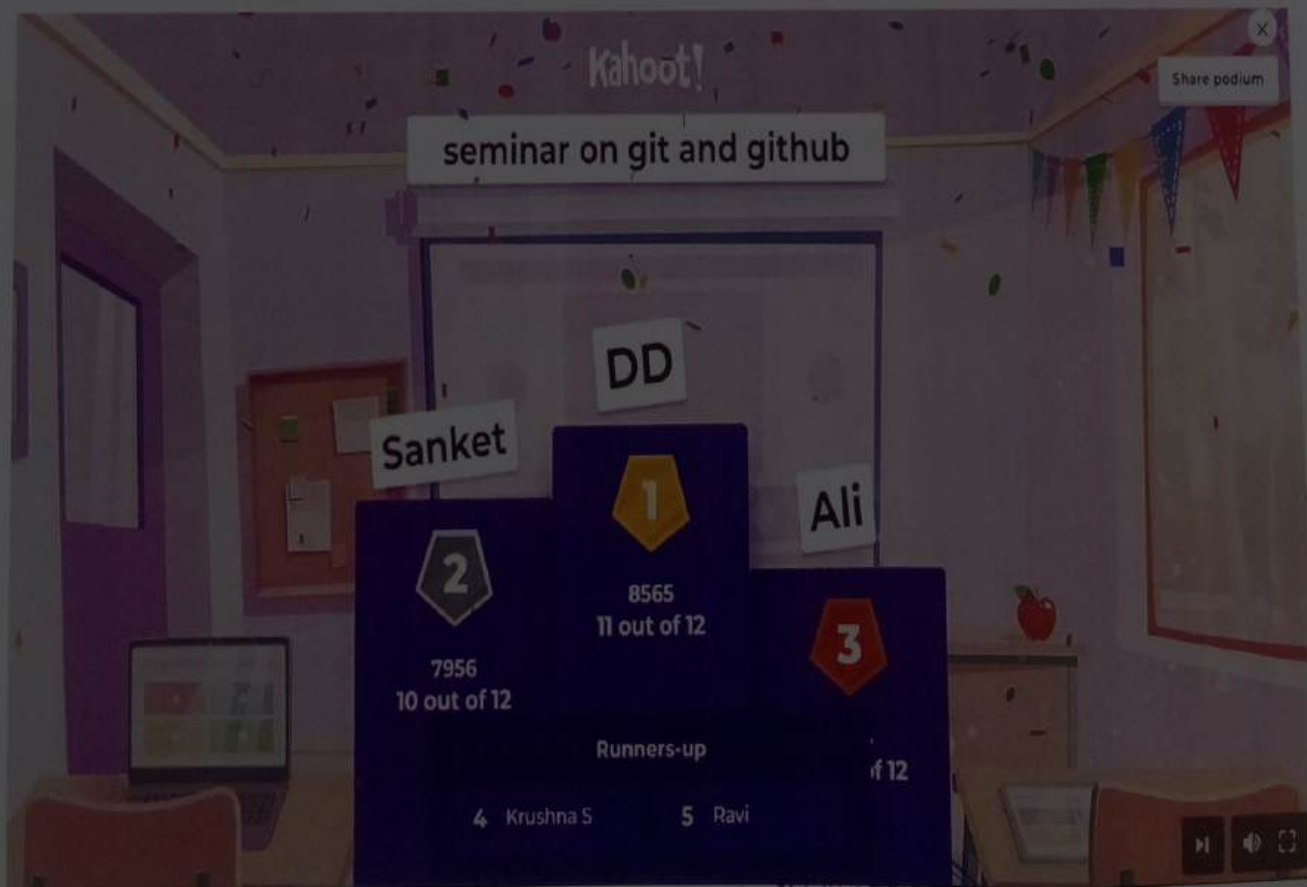 Kahoot!
X
Share podium
seminar on git and github
DD
Sanket
Ali
1
2
8565
11 out of 12
3
7956
10 out of 12
Runners-up
of 12
4 Krushna S 5 Ravi